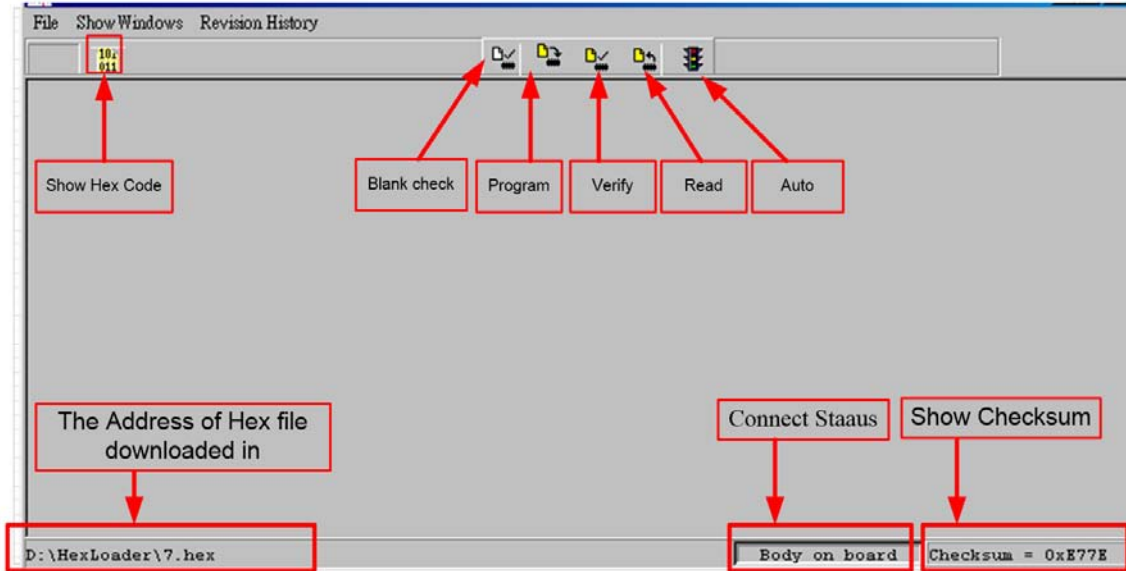 File Show Windows Revision History
101
011
Show Hex Code
Blank check
Program
Verify
Read
Auto
The Address of Hex file
downloaded in
Connect Staaus
Show Checksum
D:\HexLoader\7.hex
Body on board
Checksum = 0xE77E